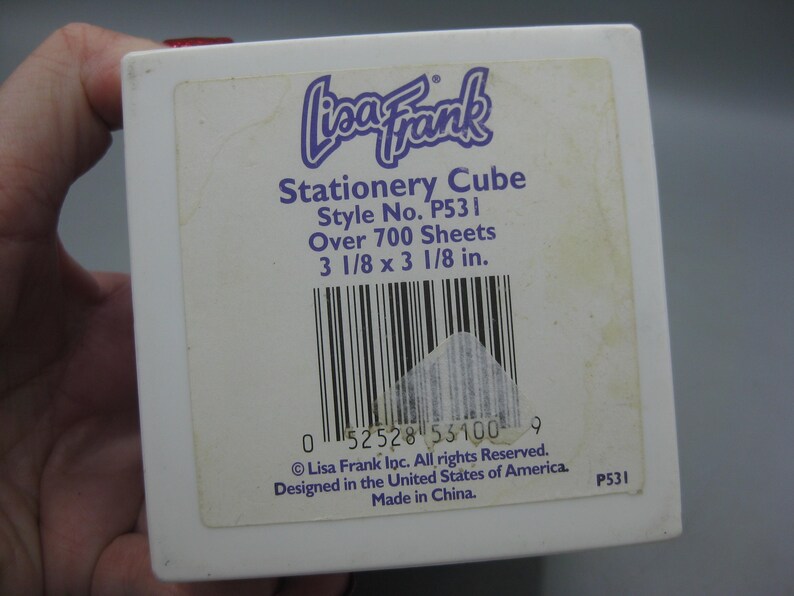 Lisa Frank®
Stationery Cube
Style No. P531
Over 700 Sheets
3 1/8 x 3 1/8 in.
0 52528 53100 9
© Lisa Frank Inc. All rights Reserved.
Designed in the United States of America.
Made in China.
P531